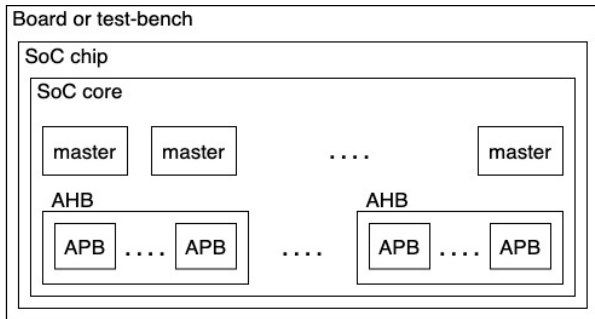 Board or test-bench
SoC chip
SoC core
master master .... master
AHB AHB
APB .... APB .... APB .... APB